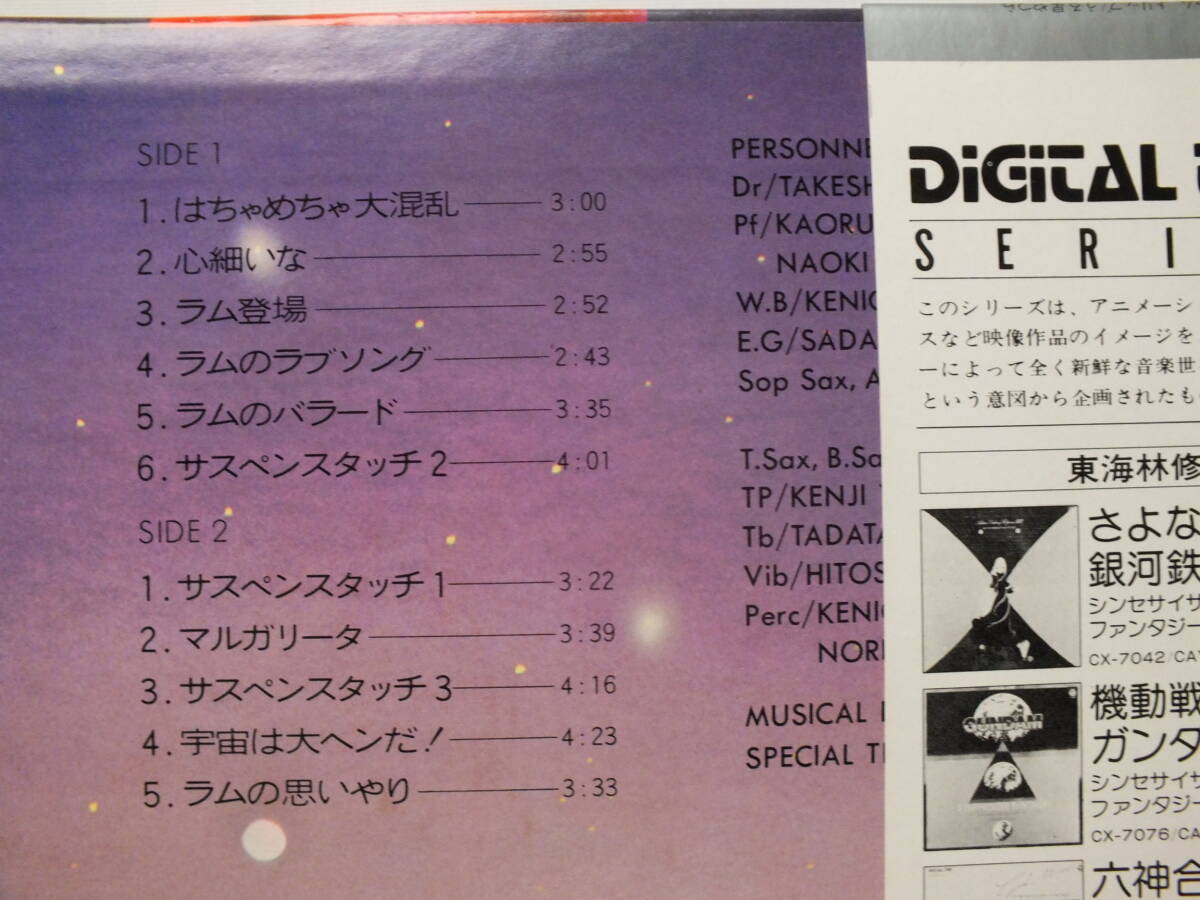 SIDE 1
1. はちゃめちゃ大混乱 3:00
2. 心細いな 2:55
3. ラム登場 2:52
4. ラムのラブソング 2:43
5. ラムのバラード 3:35
6. サスペンスタッチ2 4:01
SIDE 2
1. サスペンスタッチ1 3:22
2. マルガリータ 3:39
3. サスペンスタッチ3 4:16
4. 宇宙は大ヘンだ! 4:23
5. ラムの思いやり 3:33
PERSONNE
Dr/TAKESH
Pf/KAORU
NAOKI
W.B/KENIC
E.G/SADA
Sop Sax, A
T.Sax, B.Sa
TP/KENJI
Tb/TADATA
Vib/HITOS
Perc/KENIC
NORI
MUSICAL
SPECIAL T
DiGiTAL
SERI
このシリーズは、アニメーシ
スなど映像作品のイメージを
ーによって全く新鮮な音楽世
という意図から企画されたも
東海林修
さよな
銀河鉄
シンセサイザ
ファンタジー
CX-7042/CA
GUNDAM
機動戦
ガンダ
シンセサイザ
ファンタジー
CX-7076/CA
六神合